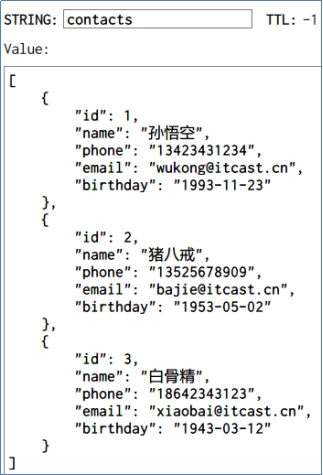 STRING: contacts TTL: -1
Value:
[
    {
        "id": 1,
        "name": "孙悟空",
        "phone": "13423431234",
        "email": "wukong@itcast.cn",
        "birthday": "1993-11-23"
    },
    {
        "id": 2,
        "name": "猪八戒",
        "phone": "13525678909",
        "email": "bajie@itcast.cn",
        "birthday": "1953-05-02"
    },
    {
        "id": 3,
        "name": "白骨精",
        "phone": "18642343123",
        "email": "xiaobai@itcast.cn",
        "birthday": "1943-03-12"
    }
]